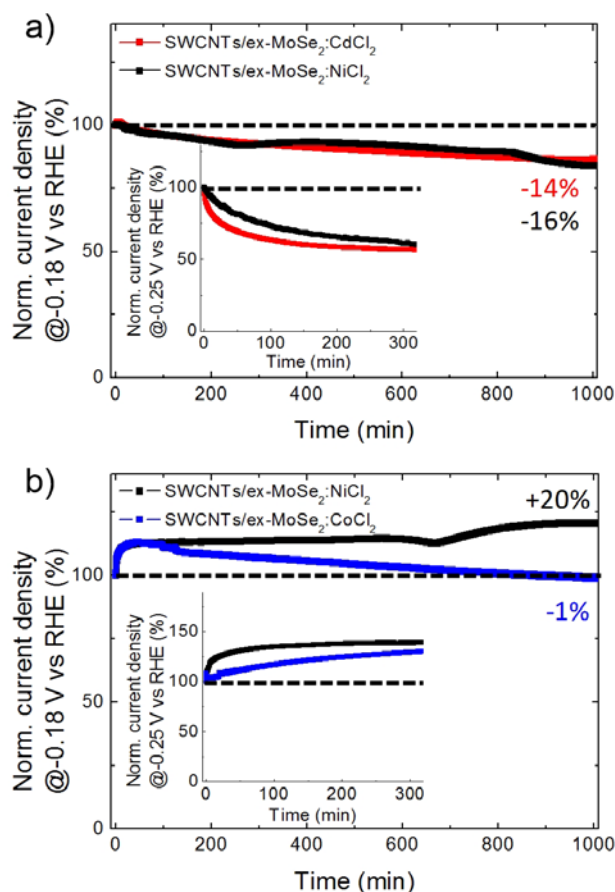 a)
SWCNTs/ex-MoSe₂:CdCl₂
SWCNTs/ex-MoSe₂:NiCl₂
Norm. current density
@-0.18 V vs RHE (%)
100
50
0
-14%
-16%
Norm. current density
@-0.25 V vs RHE (%)
100
50
0
0
100
200
300
Time (min)
0
200
400
600
800
1000
Time (min)
b)
SWCNTs/ex-MoSe₂:NiCl₂
SWCNTs/ex-MoSe₂:CoCl₂
+20%
-1%
Norm. current density
@-0.18 V vs RHE (%)
100
50
0
Norm. current density
@-0.25 V vs RHE (%)
150
100
50
0
0
100
200
300
Time (min)
0
200
400
600
800
1000
Time (min)